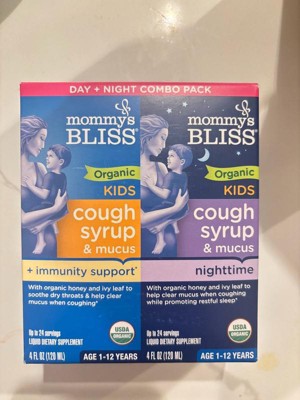 DAY + NIGHT COMBO PACK
mommy's
BLISS®
Organic
KIDS
cough
syrup
& mucus
+ immunity support*
With organic honey and ivy leaf to
soothe dry throats & help clear
mucus when coughing*
Up to 24 servings
LIQUID DIETARY SUPPLEMENT
USDA
ORGANIC
4 FL OZ (120 ML)
AGE 1-12 YEARS
mommy's
BLISS®
Organic
KIDS
cough
syrup
& mucus
nighttime
With organic honey and ivy leaf to
help clear mucus when coughing
while promoting restful sleep*
Up to 24 servings
LIQUID DIETARY SUPPLEMENT
USDA
ORGANIC
4 FL OZ (120 ML)
AGE 1-12 YEARS